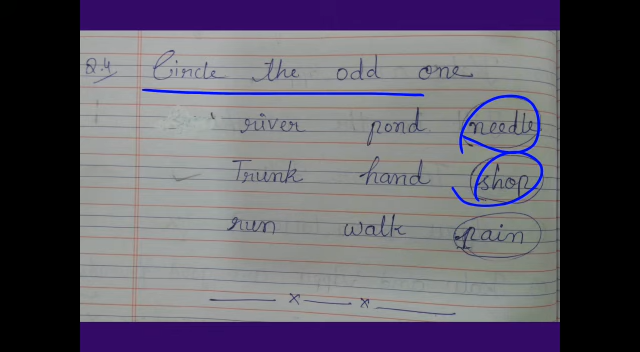 Q.4 Circle the odd one
river pond needle
Trunk hand shop
run walk pain